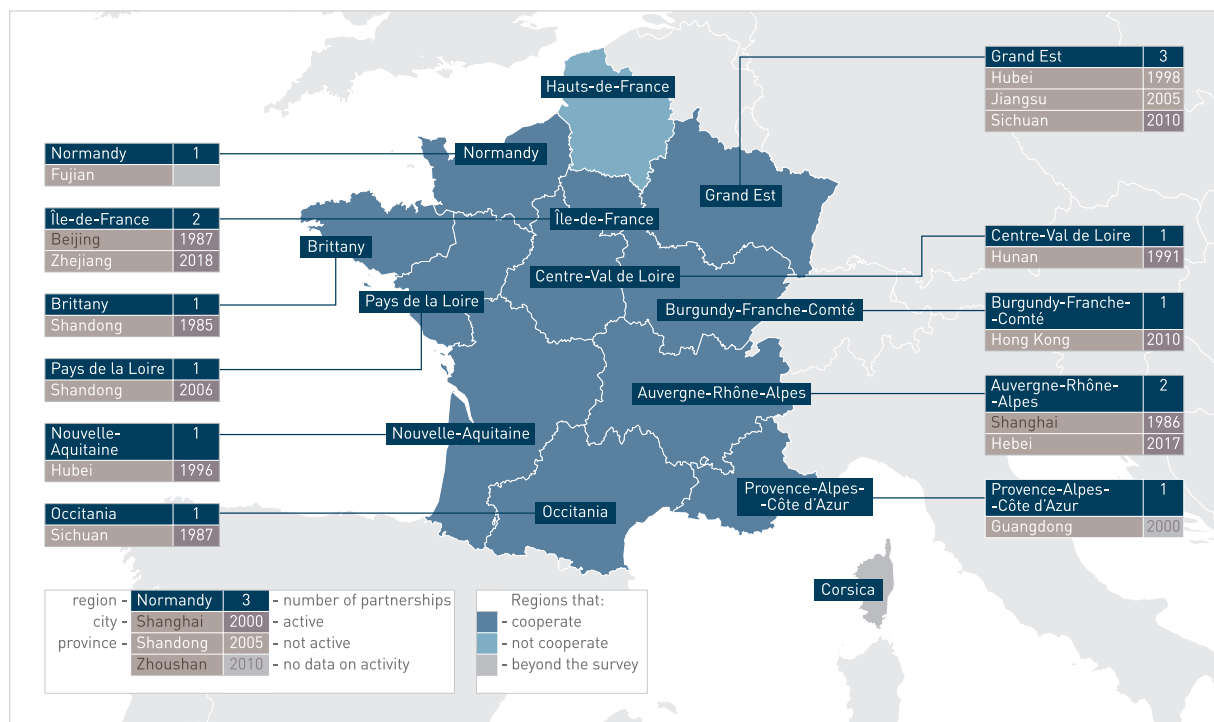 Hauts-de-France
Normandy
Grand Est
Île-de-France
Brittany
Centre-Val de Loire
Pays de la Loire
Burgundy-Franche-Comté
Auvergne-Rhône-Alpes
Nouvelle-Aquitaine
Provence-Alpes-
-Côte d'Azur
Occitania
Corsica
Normandy 1
Fujian
Île-de-France 2
Beijing 1987
Zhejiang 2018
Brittany 1
Shandong 1985
Pays de la Loire 1
Shandong 2006
Nouvelle- 1
Aquitaine
Hubei 1996
Occitania 1
Sichuan 1987
Grand Est 3
Hubei 1998
Jiangsu 2005
Sichuan 2010
Centre-Val de Loire 1
Hunan 1991
Burgundy-Franche- 1
-Comté
Hong Kong 2010
Auvergne-Rhône- 2
-Alpes
Shanghai 1986
Hebei 2017
Provence-Alpes- 1
-Côte d'Azur
Guangdong 2000
region - Normandy 3 - number of partnerships
city - Shanghai 2000 - active
province - Shandong 2005 - not active
Zhoushan 2010 - no data on activity
Regions that:
- cooperate
- not cooperate
- beyond the survey